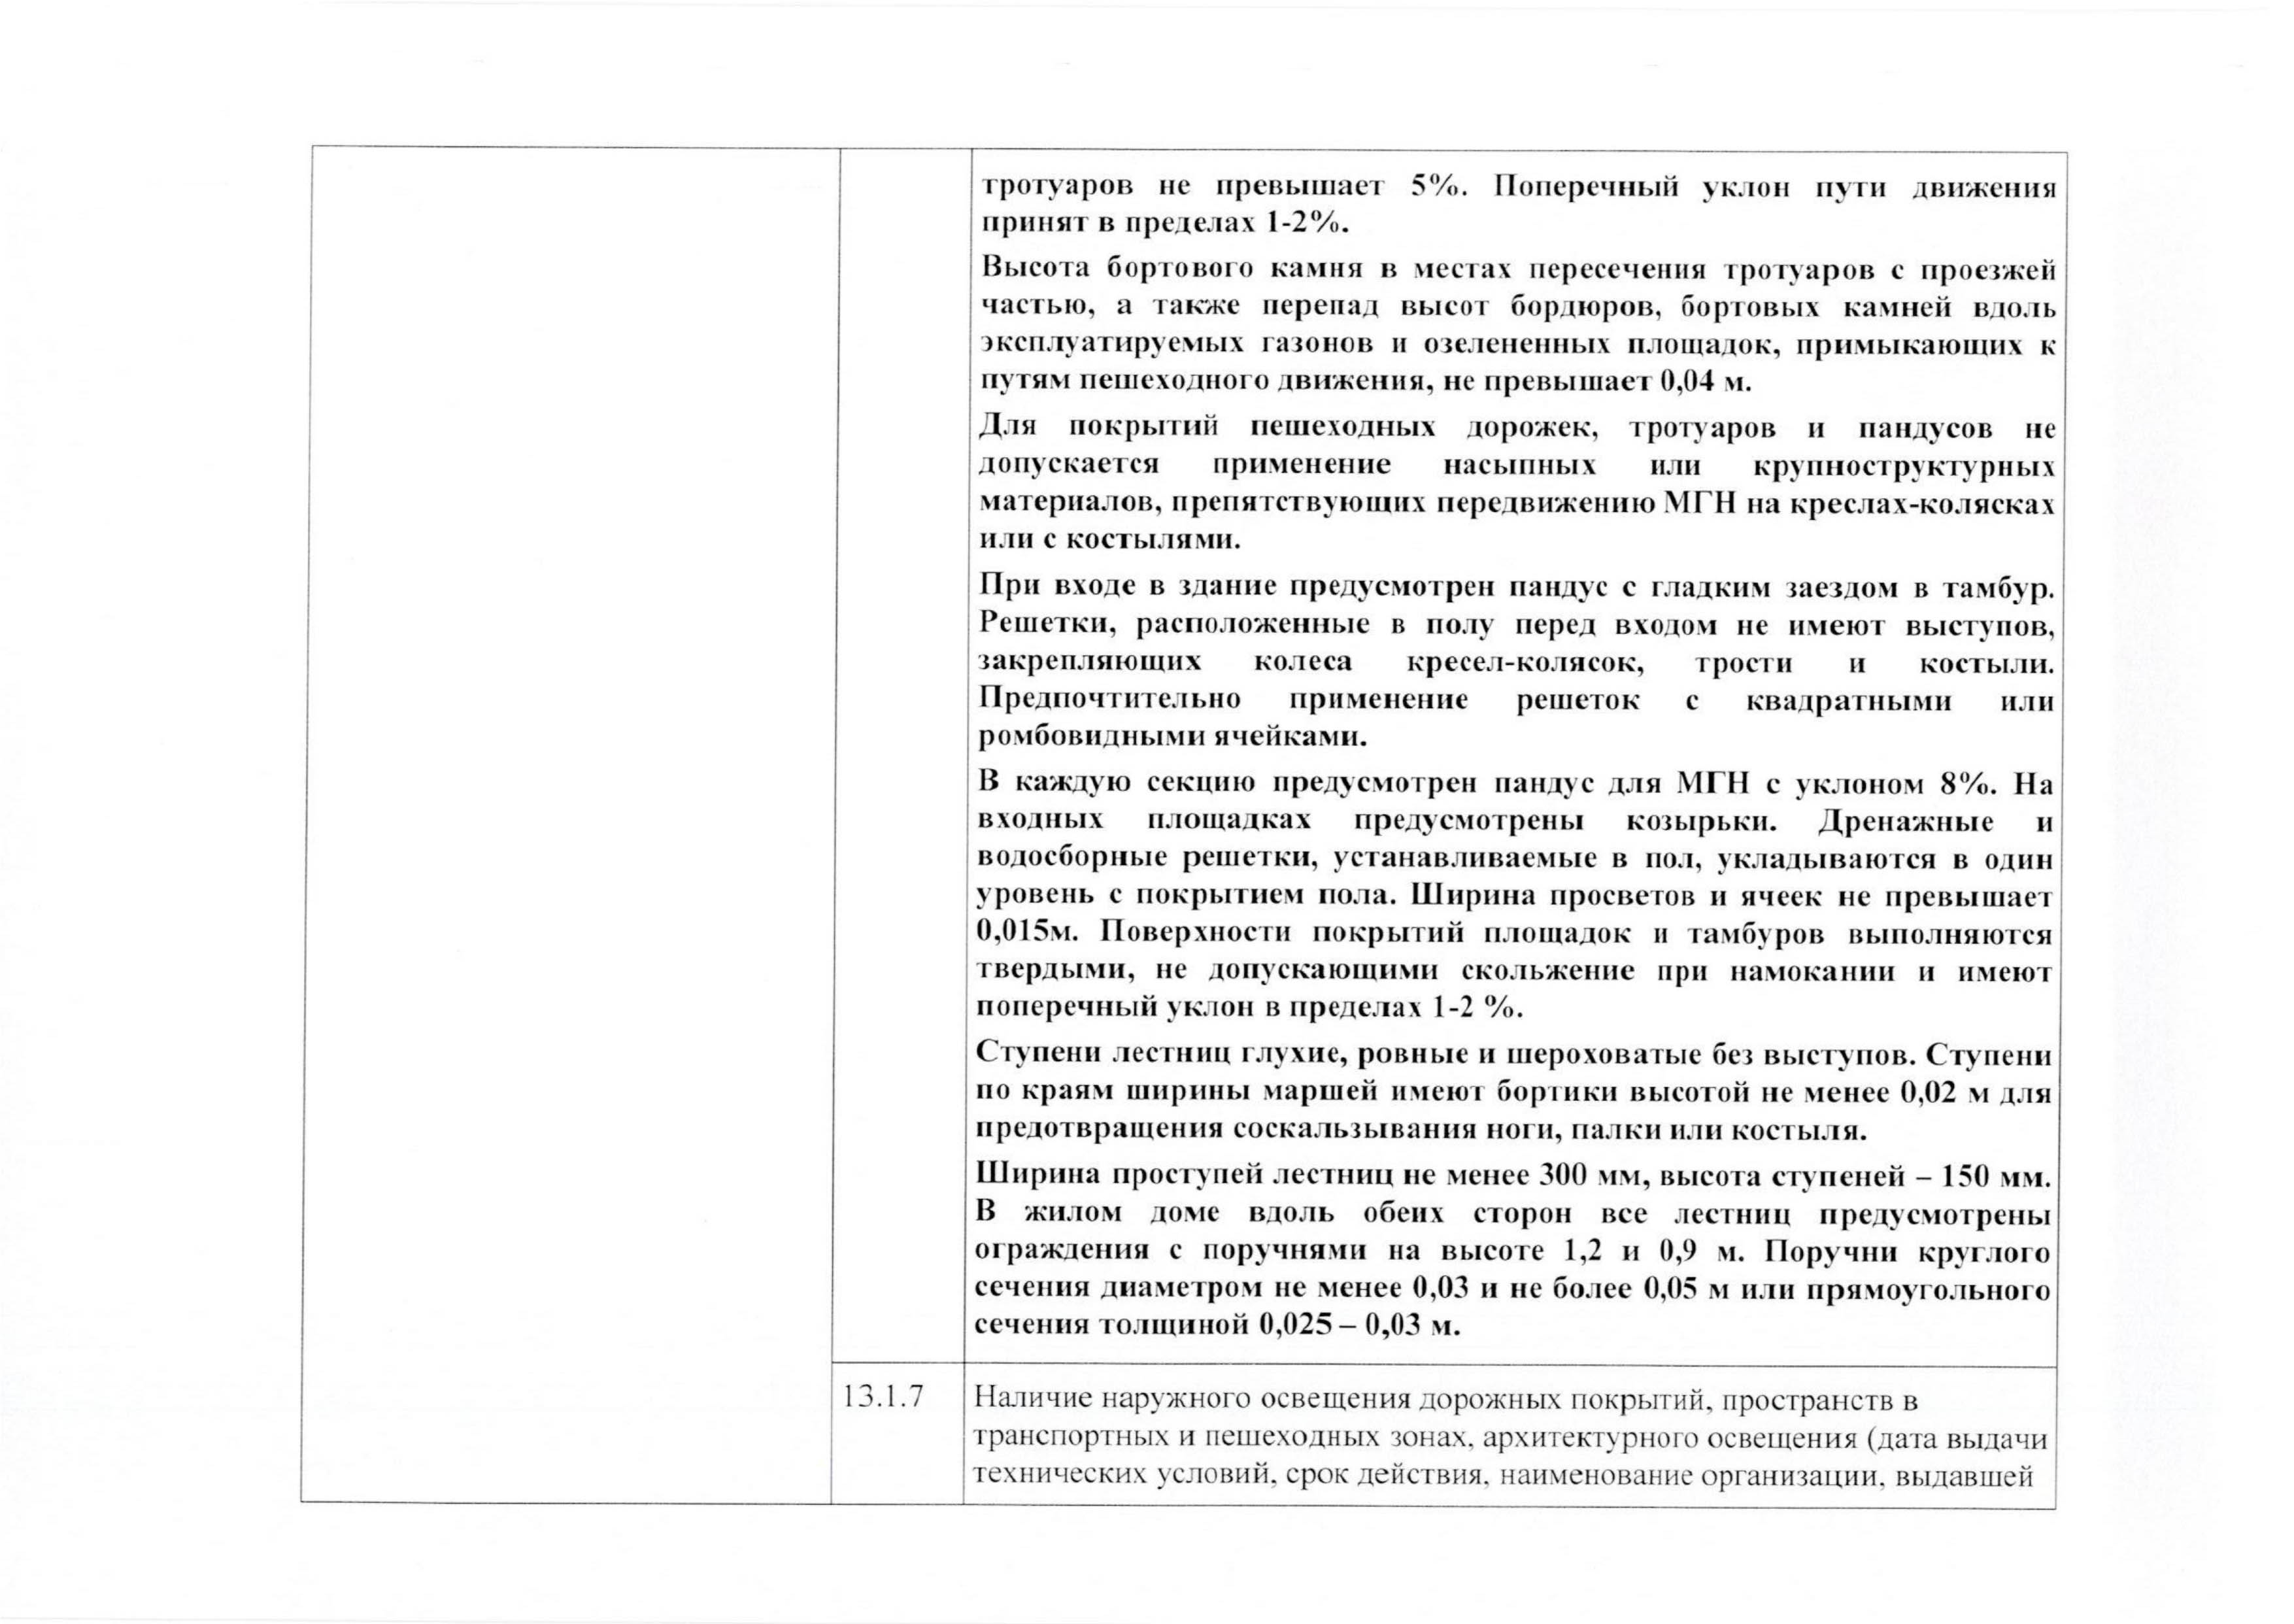 тротуаров не превышает 5%. Поперечный уклон пути движения
принят в пределах 1-2%.
Высота бортового камня в местах пересечения тротуаров с проезжей
частью, а также перепад высот бордюров, бортовых камней вдоль
эксплуатируемых газонов и озелененных площадок, примыкающих к
путям пешеходного движения, не превышает 0,04 м.
Для покрытий пешеходных дорожек, тротуаров и пандусов не
допускается применение насыпных или крупноструктурных
материалов, препятствующих передвижению МГН на креслах-колясках
или с костылями.
При входе в здание предусмотрен пандус с гладким заездом в тамбур.
Решетки, расположенные в полу перед входом не имеют выступов,
закрепляющих колеса кресел-колясок, трости и костыли.
Предпочтительно применение решеток с квадратными или
ромбовидными ячейками.
В каждую секцию предусмотрен пандус для МГН с уклоном 8%. На
входных площадках предусмотрены козырьки. Дренажные и
водосборные решетки, устанавливаемые в пол, укладываются в один
уровень с покрытием пола. Ширина просветов и ячеек не превышает
0,015м. Поверхности покрытий площадок и тамбуров выполняются
твердыми, не допускающими скольжение при намокании и имеют
поперечный уклон в пределах 1-2 %.
Ступени лестниц глухие, ровные и шероховатые без выступов. Ступени
по краям ширины маршей имеют бортики высотой не менее 0,02 м для
предотвращения соскальзывания ноги, палки или костыля.
Ширина проступей лестниц не менее 300 мм, высота ступеней – 150 мм.
В жилом доме вдоль обеих сторон все лестниц предусмотрены
ограждения с поручнями на высоте 1,2 и 0,9 м. Поручни круглого
сечения диаметром не менее 0,03 и не более 0,05 м или прямоугольного
сечения толщиной 0,025 – 0,03 м.
13.1.7 Наличие наружного освещения дорожных покрытий, пространств в
транспортных и пешеходных зонах, архитектурного освещения (дата выдачи
технических условий, срок действия, наименование организации, выдавшей